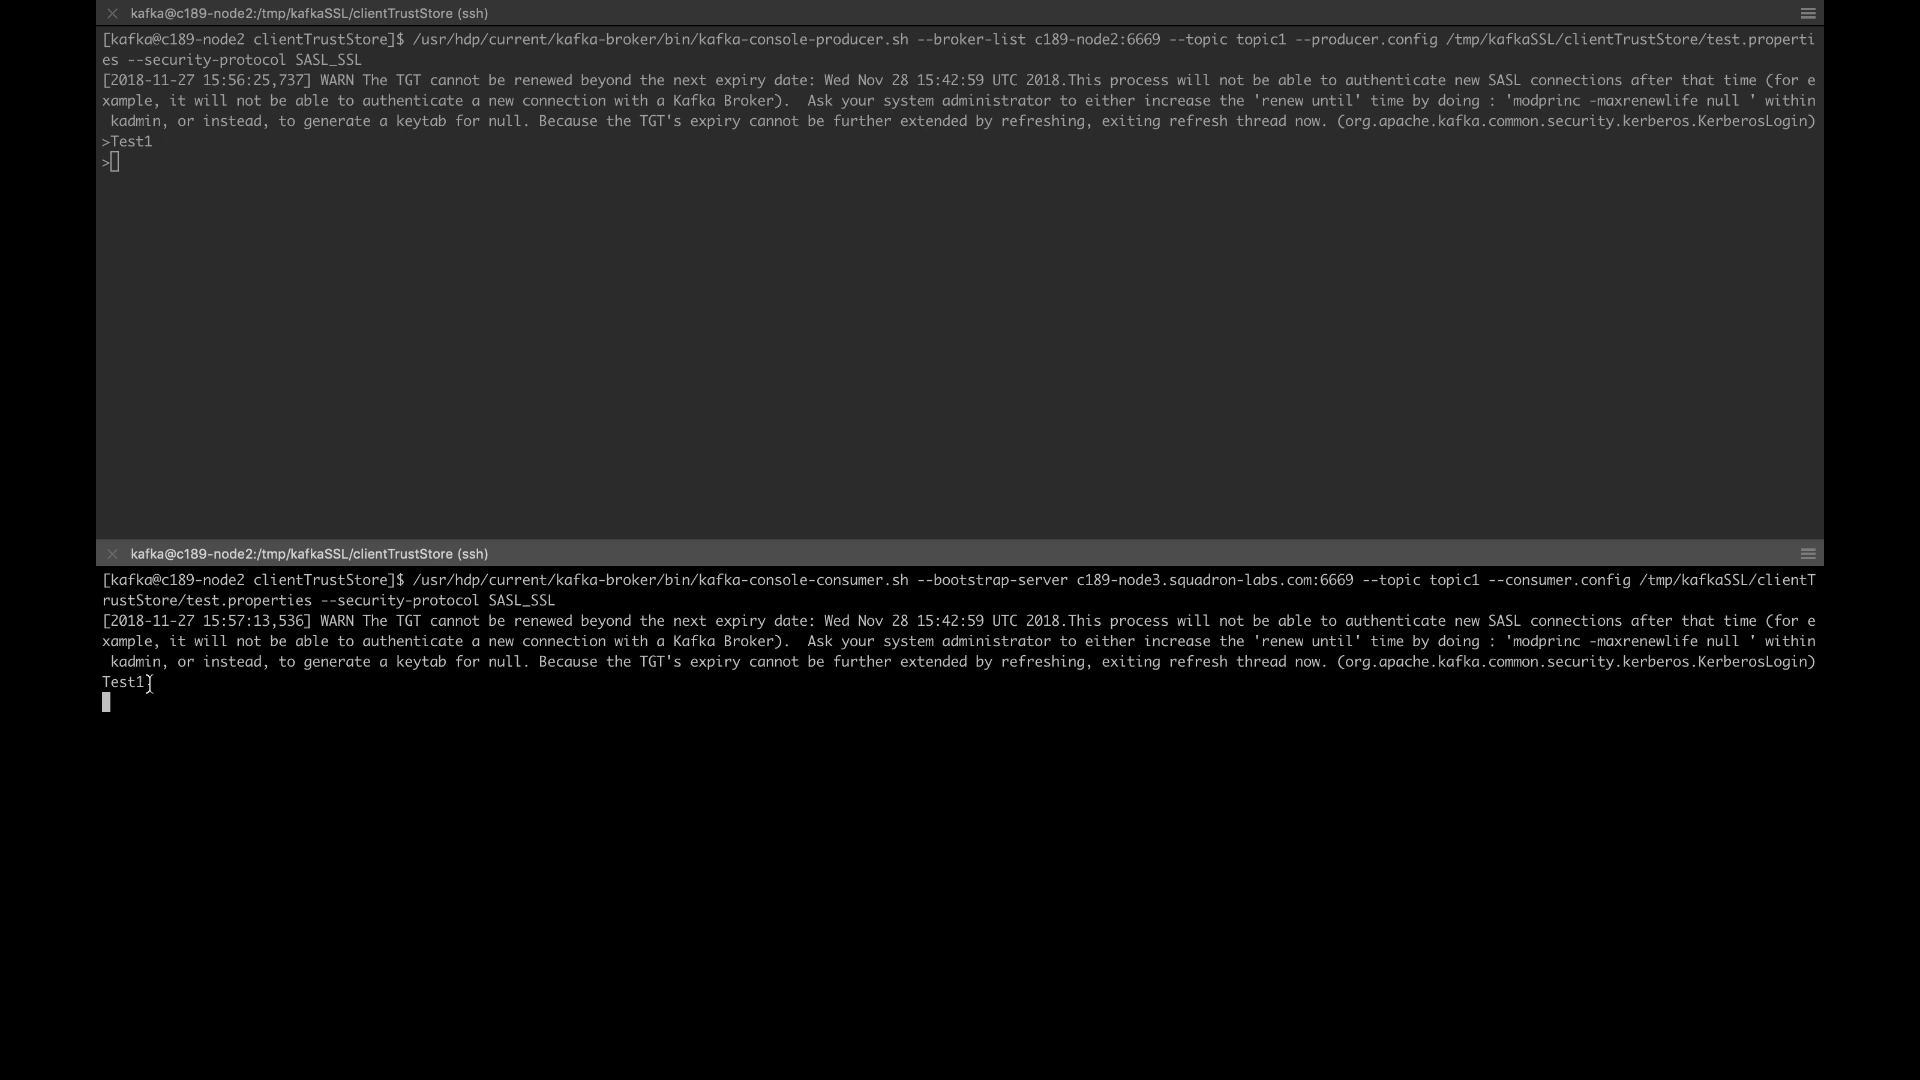 kafka@c189-node2:/tmp/kafkaSSL/clientTrustStore (ssh)
[kafka@c189-node2 clientTrustStore]$ /usr/hdp/current/kafka-broker/bin/kafka-console-producer.sh --broker-list c189-node2:6669 --topic topic1 --producer.config /tmp/kafkaSSL/clientTrustStore/test.properti
es --security-protocol SASL_SSL
[2018-11-27 15:56:25,737] WARN The TGT cannot be renewed beyond the next expiry date: Wed Nov 28 15:42:59 UTC 2018.This process will not be able to authenticate new SASL connections after that time (for e
xample, it will not be able to authenticate a new connection with a Kafka Broker).  Ask your system administrator to either increase the 'renew until' time by doing : 'modprinc -maxrenewlife null ' within
 kadmin, or instead, to generate a keytab for null. Because the TGT's expiry cannot be further extended by refreshing, exiting refresh thread now. (org.apache.kafka.common.security.kerberos.KerberosLogin)
>Test1
>
kafka@c189-node2:/tmp/kafkaSSL/clientTrustStore (ssh)
[kafka@c189-node2 clientTrustStore]$ /usr/hdp/current/kafka-broker/bin/kafka-console-consumer.sh --bootstrap-server c189-node3.squadron-labs.com:6669 --topic topic1 --consumer.config /tmp/kafkaSSL/clientT
rustStore/test.properties --security-protocol SASL_SSL
[2018-11-27 15:57:13,536] WARN The TGT cannot be renewed beyond the next expiry date: Wed Nov 28 15:42:59 UTC 2018.This process will not be able to authenticate new SASL connections after that time (for e
xample, it will not be able to authenticate a new connection with a Kafka Broker).  Ask your system administrator to either increase the 'renew until' time by doing : 'modprinc -maxrenewlife null ' within
 kadmin, or instead, to generate a keytab for null. Because the TGT's expiry cannot be further extended by refreshing, exiting refresh thread now. (org.apache.kafka.common.security.kerberos.KerberosLogin)
Test1